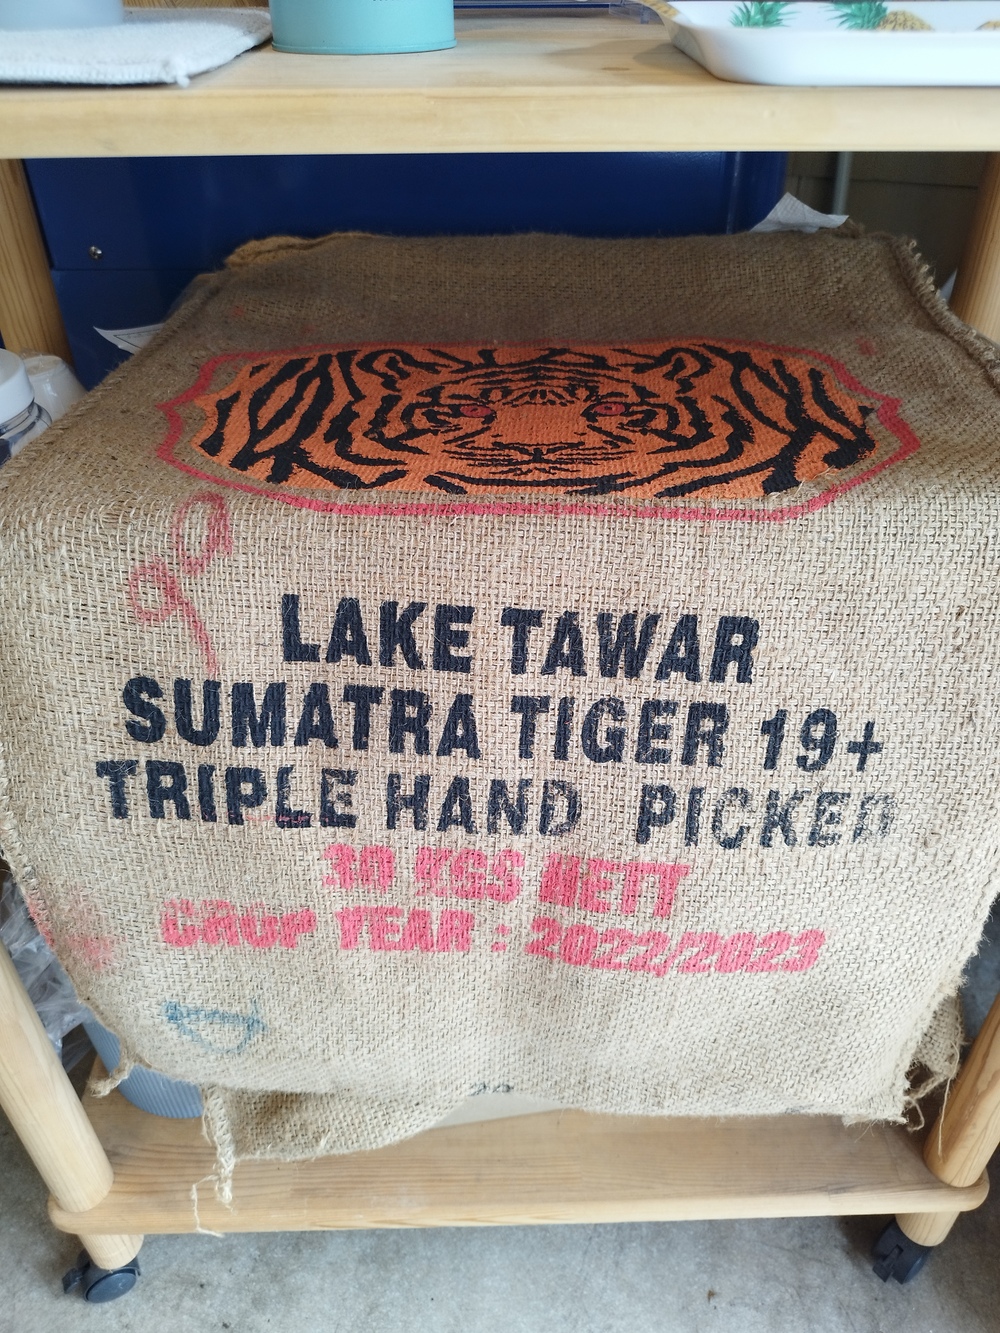 LAKE TAWAR
SUMATRA TIGER 19+
TRIPLE HAND PICKED
30 KGS NETT
CROP YEAR : 2022/2023